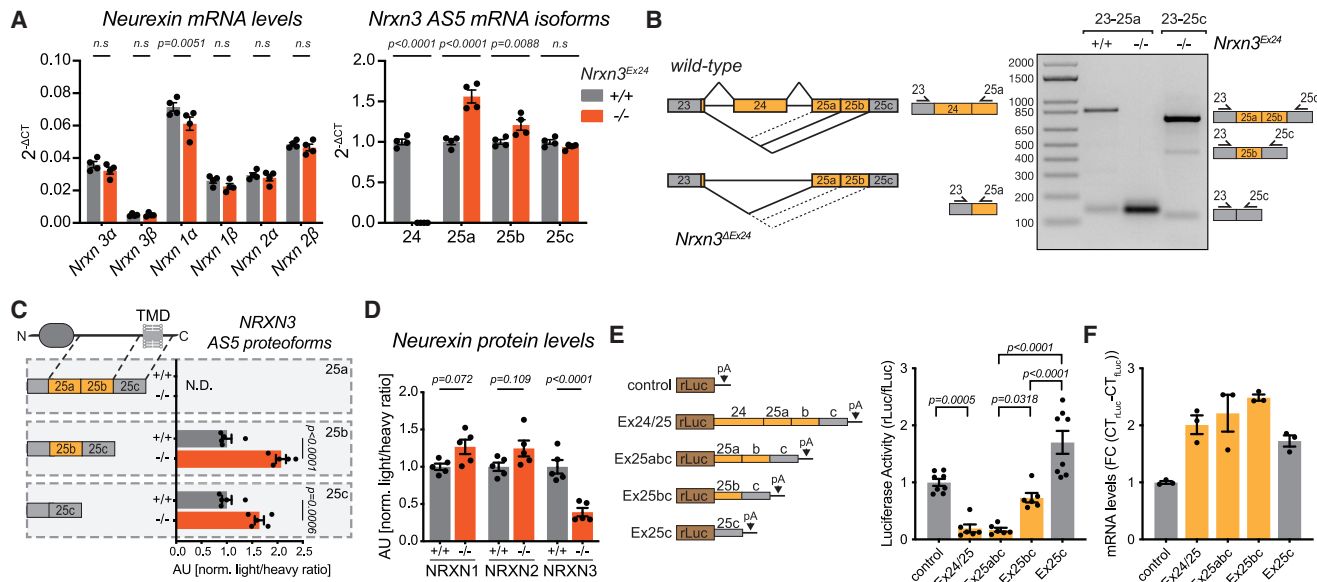 A
Neurexin mRNA levels
n.s n.s p=0.0051 n.s n.s n.s
2^-ΔCT
0.10
0.08
0.06
0.04
0.02
0.00
Nrxn 3α Nrxn 3β Nrxn 1α Nrxn 1β Nrxn 2α Nrxn 2β
Nrxn3 AS5 mRNA isoforms
p<0.0001 p<0.0001 p=0.0088 n.s
2^-ΔCT
2.0
1.5
1.0
0.5
0.0
24 25a 25b 25c
Nrxn3^Ex24
+/+
-/-
B
wild-type
23 24 25a 25b 25c
23 25a 25b 25c
Nrxn3^ΔEx24
23 25a
24
23 25a
23-25a 23-25c
+/+ -/- -/-
Nrxn3^Ex24
2000
1500
1000
850
650
500
400
300
200
100
23 25c
25a 25b
23 25c
25b
23 25c
C
N TMD C
NRXN3
AS5 proteoforms
25a 25b 25c
+/+
-/-
N.D.
25a
25b 25c
+/+
-/-
25b
p<0.0001
25c
+/+
-/-
25c
p=0.0006
0.0 0.5 1.0 1.5 2.0 2.5
AU [norm. light/heavy ratio]
D
Neurexin protein levels
p=0.072 p=0.109 p<0.0001
AU [norm. light/heavy ratio]
2.0
1.5
1.0
0.5
0.0
+/+ -/- +/+ -/- +/+ -/-
NRXN1 NRXN2 NRXN3
E
control rLuc pA
Ex24/25 rLuc 24 25a b c pA
Ex25abc rLuc 25a b c pA
Ex25bc rLuc 25b c pA
Ex25c rLuc 25c pA
p<0.0001
p<0.0001
p=0.0005 p=0.0318
Luciferase Activity (rLuc/fLuc)
3
2
1
0
control Ex24/25 Ex25abc Ex25bc Ex25c
F
mRNA levels (FC (CT_rLuc-CT_fLuc))
4
3
2
1
0
control Ex24/25 Ex25abc Ex25bc Ex25c